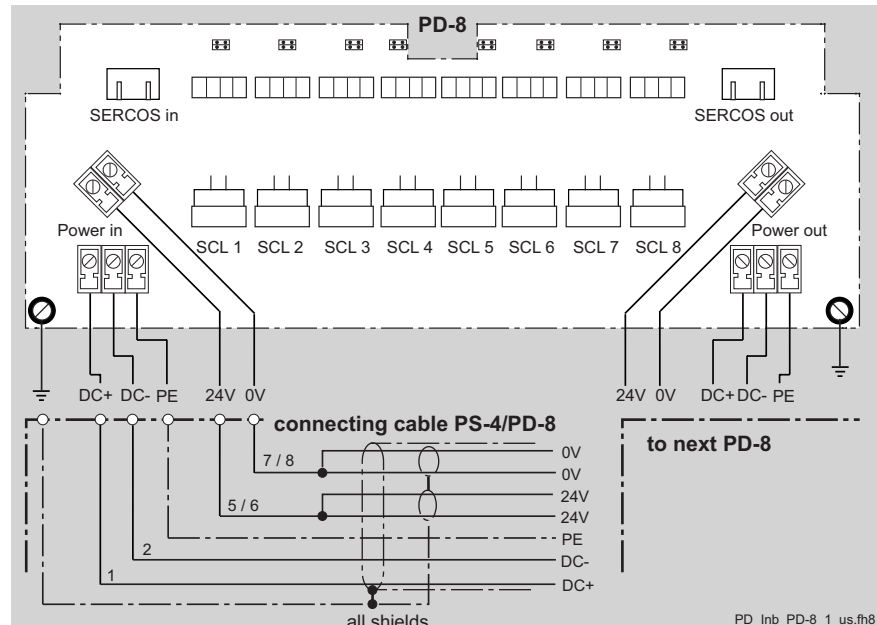 PD-8
SERCOS in
SERCOS out
Power in
SCL 1 SCL 2 SCL 3 SCL 4 SCL 5 SCL 6 SCL 7 SCL 8
Power out
DC+ DC- PE 24V 0V
24V 0V DC+ DC- PE
connecting cable PS-4/PD-8
to next PD-8
0V
7 / 8
0V
24V
5 / 6
24V
PE
2
DC-
1
DC+
all shields
PD_Inb_PD-8_1_us.fh8